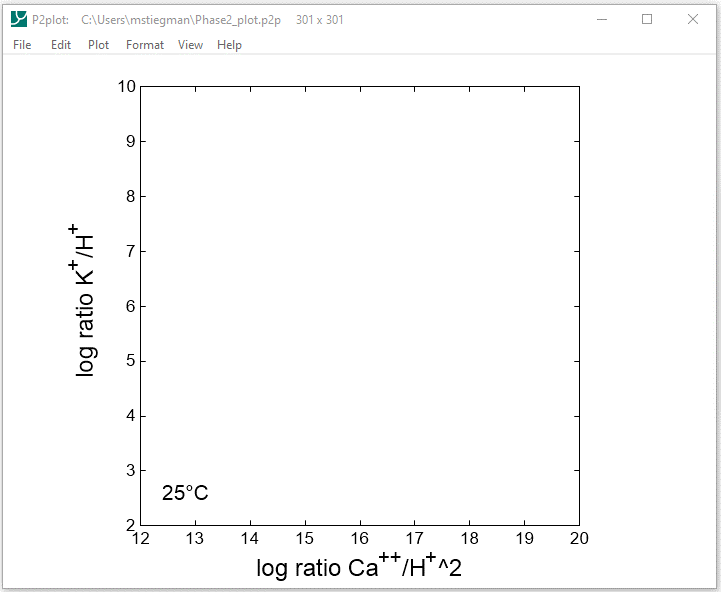 P2plot: C:\Users\mstiegman\Phase2_plot.p2p 301 x 301
File Edit Plot Format View Help
10
9
8
7
6
5
4
3
2
log ratio K⁺/H⁺
25°C
12 13 14 15 16 17 18 19 20
log ratio Ca⁺⁺/H⁺^2